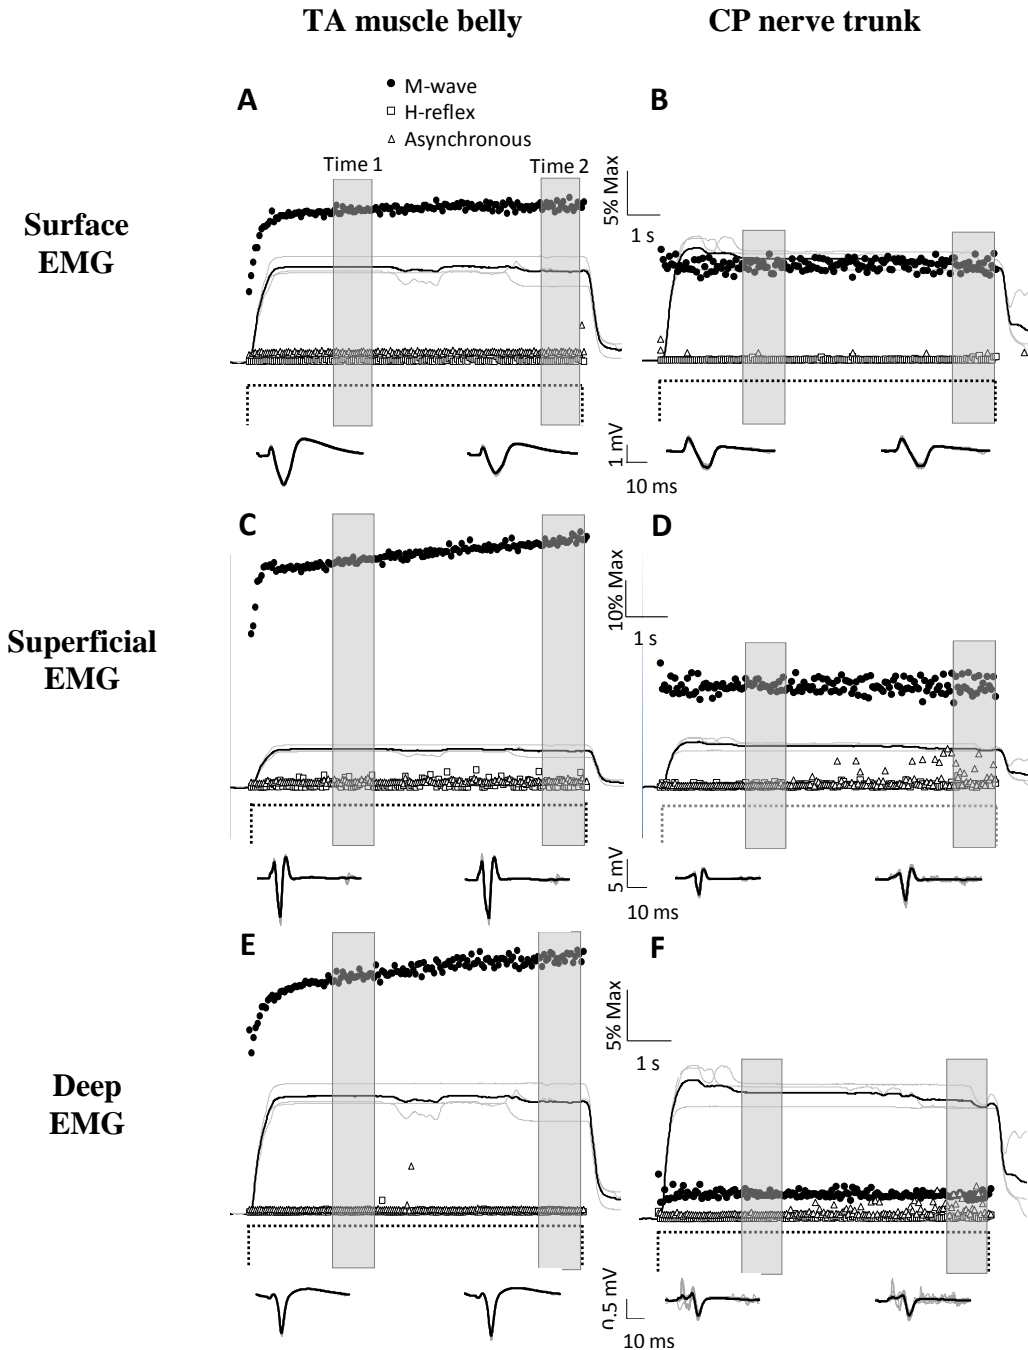 TA muscle belly
CP nerve trunk
A
M-wave
H-reflex
Asynchronous
B
Time 1
Time 2
5% Max
1 s
Surface
EMG
1 mV
10 ms
C
D
10% Max
1 s
Superficial
EMG
5 mV
10 ms
E
F
5% Max
1 s
Deep
EMG
0.5 mV
10 ms